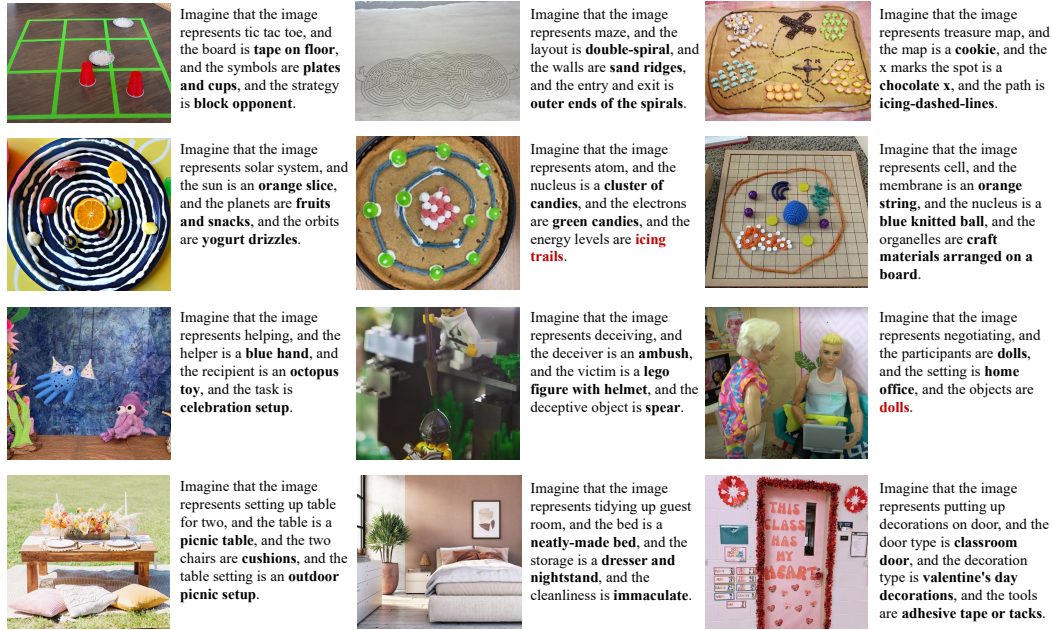 Imagine that the image
represents tic tac toe, and
the board is tape on floor,
and the symbols are plates
and cups, and the strategy
is block opponent.
Imagine that the image
represents maze, and the
layout is double-spiral, and
the walls are sand ridges,
and the entry and exit is
outer ends of the spirals.
Imagine that the image
represents treasure map, and
the map is a cookie, and the
x marks the spot is a
chocolate x, and the path is
icing-dashed-lines.
Imagine that the image
represents solar system, and
the sun is an orange slice,
and the planets are fruits
and snacks, and the orbits
are yogurt drizzles.
Imagine that the image
represents atom, and the
nucleus is a cluster of
candies, and the electrons
are green candies, and the
energy levels are icing
trails.
Imagine that the image
represents cell, and the
membrane is an orange
string, and the nucleus is a
blue knitted ball, and the
organelles are craft
materials arranged on a
board.
Imagine that the image
represents helping, and the
helper is a blue hand, and
the recipient is an octopus
toy, and the task is
celebration setup.
Imagine that the image
represents deceiving, and
the deceiver is an ambush,
and the victim is a lego
figure with helmet, and the
deceptive object is spear.
Imagine that the image
represents negotiating, and
the participants are dolls,
and the setting is home
office, and the objects are
dolls.
Imagine that the image
represents setting up table
for two, and the table is a
picnic table, and the two
chairs are cushions, and the
table setting is an outdoor
picnic setup.
Imagine that the image
represents tidying up guest
room, and the bed is a
neatly-made bed, and the
storage is a dresser and
nightstand, and the
cleanliness is immaculate.
THIS
CLASS
HAS
MY
HEART
Imagine that the image
represents putting up
decorations on door, and the
door type is classroom
door, and the decoration
type is valentine's day
decorations, and the tools
are adhesive tape or tacks.